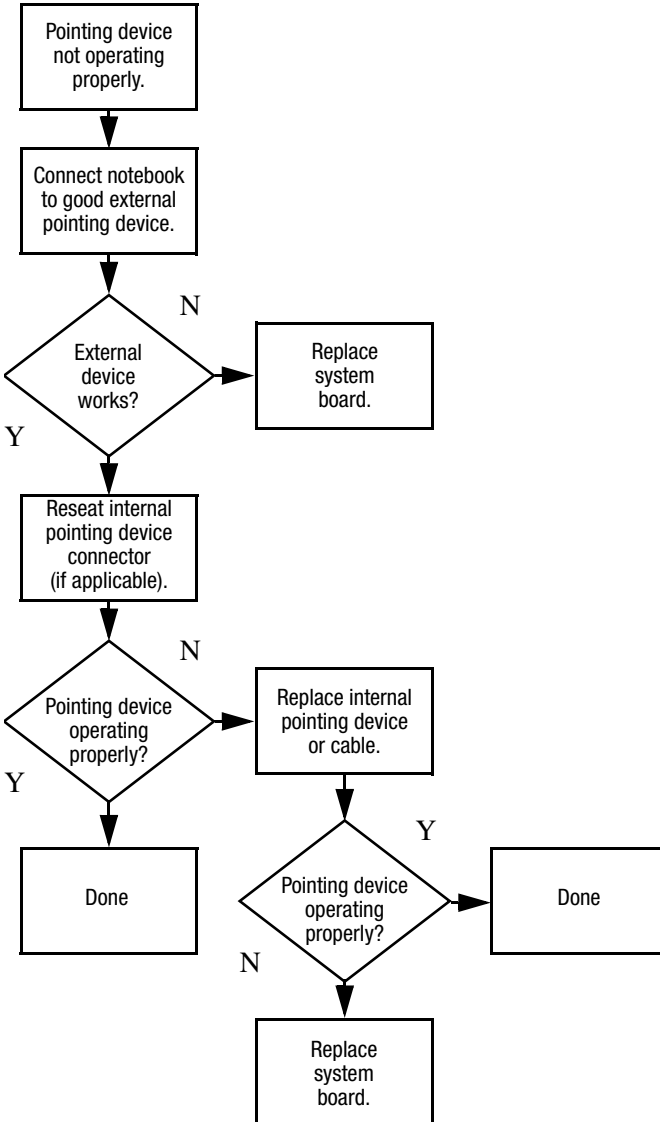 Pointing device
not operating
properly.
Connect notebook
to good external
pointing device.
N
External
device
works?
Replace
system
board.
Y
Reseat internal
pointing device
connector
(if applicable).
N
Pointing device
operating
properly?
Replace internal
pointing device
or cable.
Y
Y
Done
Pointing device
operating
properly?
Done
N
Replace
system
board.